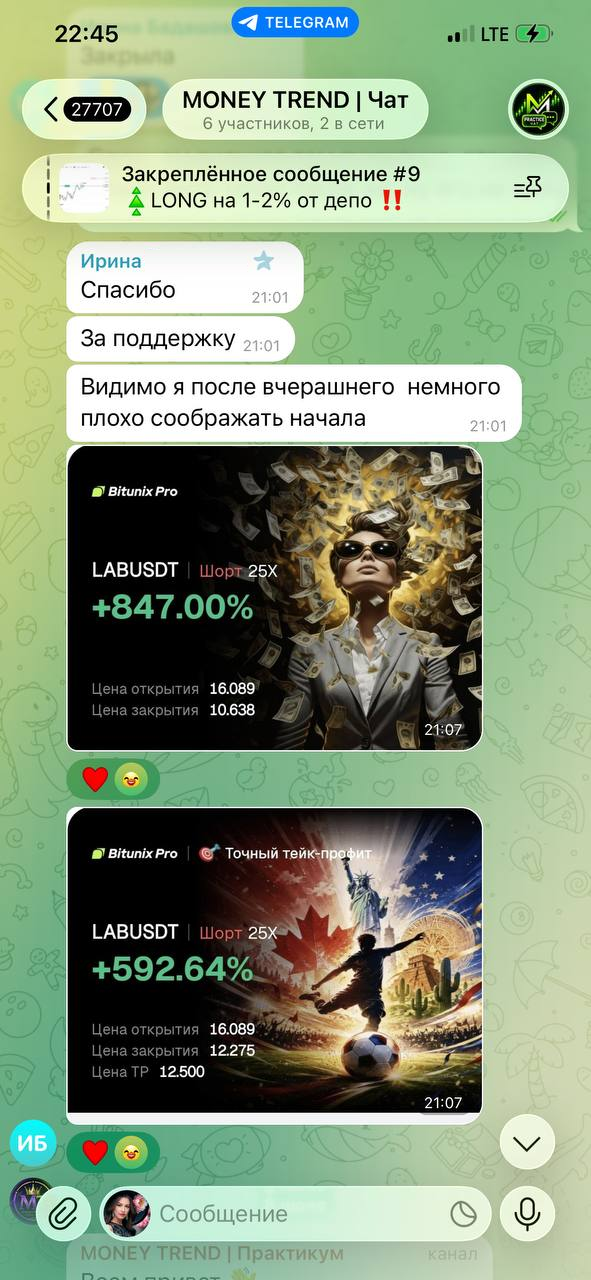 22:45
TELEGRAM
LTE
Закрыла
27707
MONEY TREND | Чат
6 участников, 2 в сети
PRACTICE
Закреплённое сообщение #9
LONG на 1-2% от депо ‼️
Ирина
Спасибо 21:01
За поддержку 21:01
Видимо я после вчерашнего немного
плохо соображать начала 21:01
Bitunix Pro
LABUSDT | Шорт 25X
+847.00%
Цена открытия 16.089
Цена закрытия 10.638
21:07
Bitunix Pro | Точный тейк-профит
LABUSDT | Шорт 25X
+592.64%
Цена открытия 16.089
Цена закрытия 12.275
Цена TP 12.500
21:07
ИБ
Сообщение
MONEY TREND | Практикум канал
Всем привет